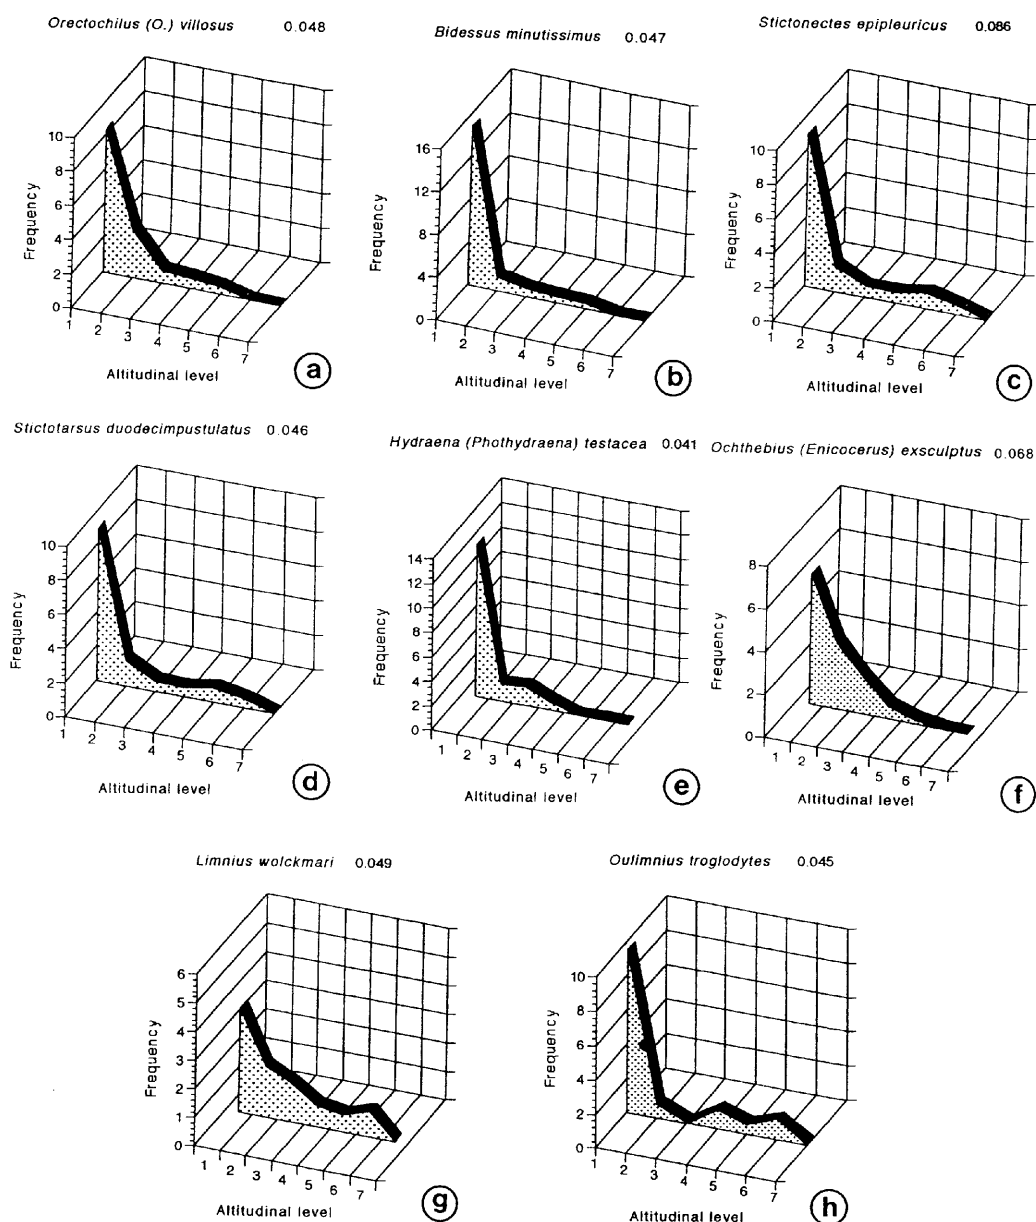 Orectochilus (O.) villosus 0.048
Bidessus minutissimus 0.047
Stictonectes epipleuricus 0.086
Frequency
10
8
6
4
2
0
1 2 3 4 5 6 7
Altitudinal level
a
Frequency
16
12
8
4
0
1 2 3 4 5 6 7
Altitudinal level
b
Frequency
10
8
6
4
2
0
1 2 3 4 5 6 7
Altitudinal level
c
Stictotarsus duodecimpustulatus 0.046
Hydraena (Phothydraena) testacea 0.041
Ochthebius (Enicocerus) exsculptus 0.068
Frequency
10
8
6
4
2
0
1 2 3 4 5 6 7
Altitudinal level
d
Frequency
14
12
10
8
6
4
2
0
1 2 3 4 5 6 7
Altitudinal level
e
Frequency
8
6
4
2
0
1 2 3 4 5 6 7
Altitudinal level
f
Limnius wolckmari 0.049
Oulimnius troglodytes 0.045
Frequency
6
5
4
3
2
1
0
1 2 3 4 5 6 7
Altitudinal level
g
Frequency
10
8
6
4
2
0
1 2 3 4 5 6 7
Altitudinal level
h